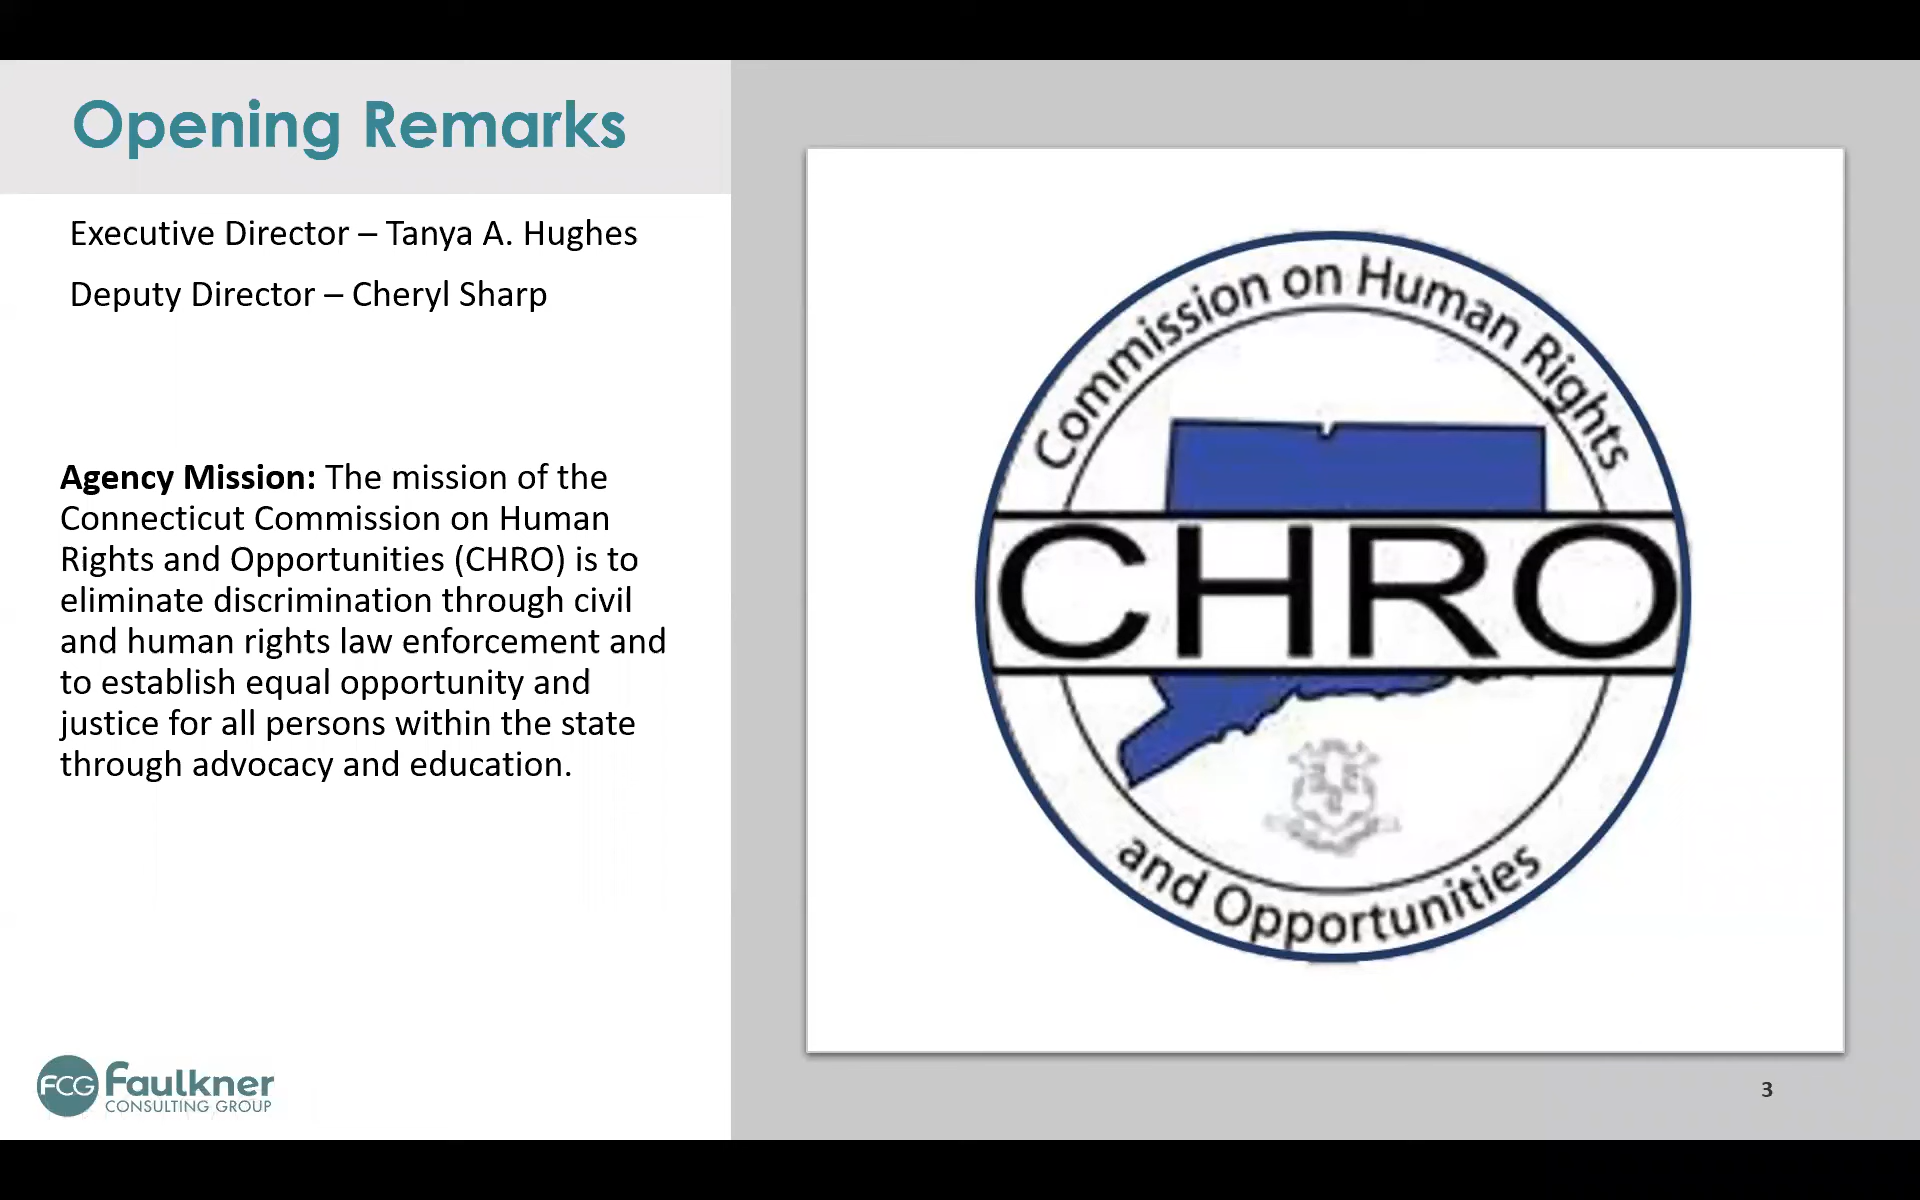 Opening Remarks
Executive Director – Tanya A. Hughes
Deputy Director – Cheryl Sharp
Agency Mission: The mission of the
Connecticut Commission on Human
Rights and Opportunities (CHRO) is to
eliminate discrimination through civil
and human rights law enforcement and
to establish equal opportunity and
justice for all persons within the state
through advocacy and education.
FCG Faulkner
CONSULTING GROUP
Commission on Human Rights
CHRO
and Opportunities
3